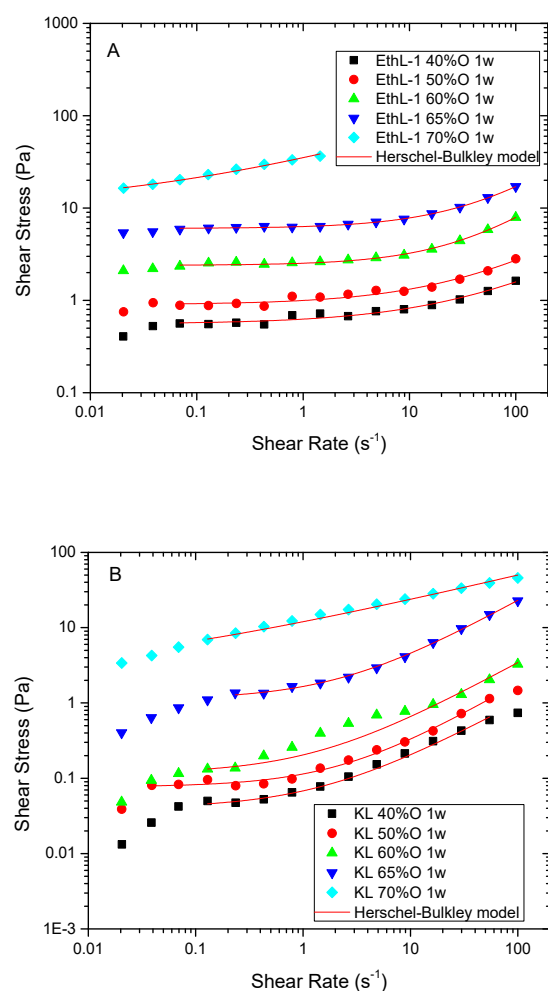 1000
100
10
1
0.1
Shear Stress (Pa)
A
EthL-1 40%O 1w
EthL-1 50%O 1w
EthL-1 60%O 1w
EthL-1 65%O 1w
EthL-1 70%O 1w
Herschel-Bulkley model
0.01 0.1 1 10 100
Shear Rate (s⁻¹)
100
10
1
0.1
0.01
1E-3
Shear Stress (Pa)
B
KL 40%O 1w
KL 50%O 1w
KL 60%O 1w
KL 65%O 1w
KL 70%O 1w
Herschel-Bulkley model
0.01 0.1 1 10 100
Shear Rate (s⁻¹)